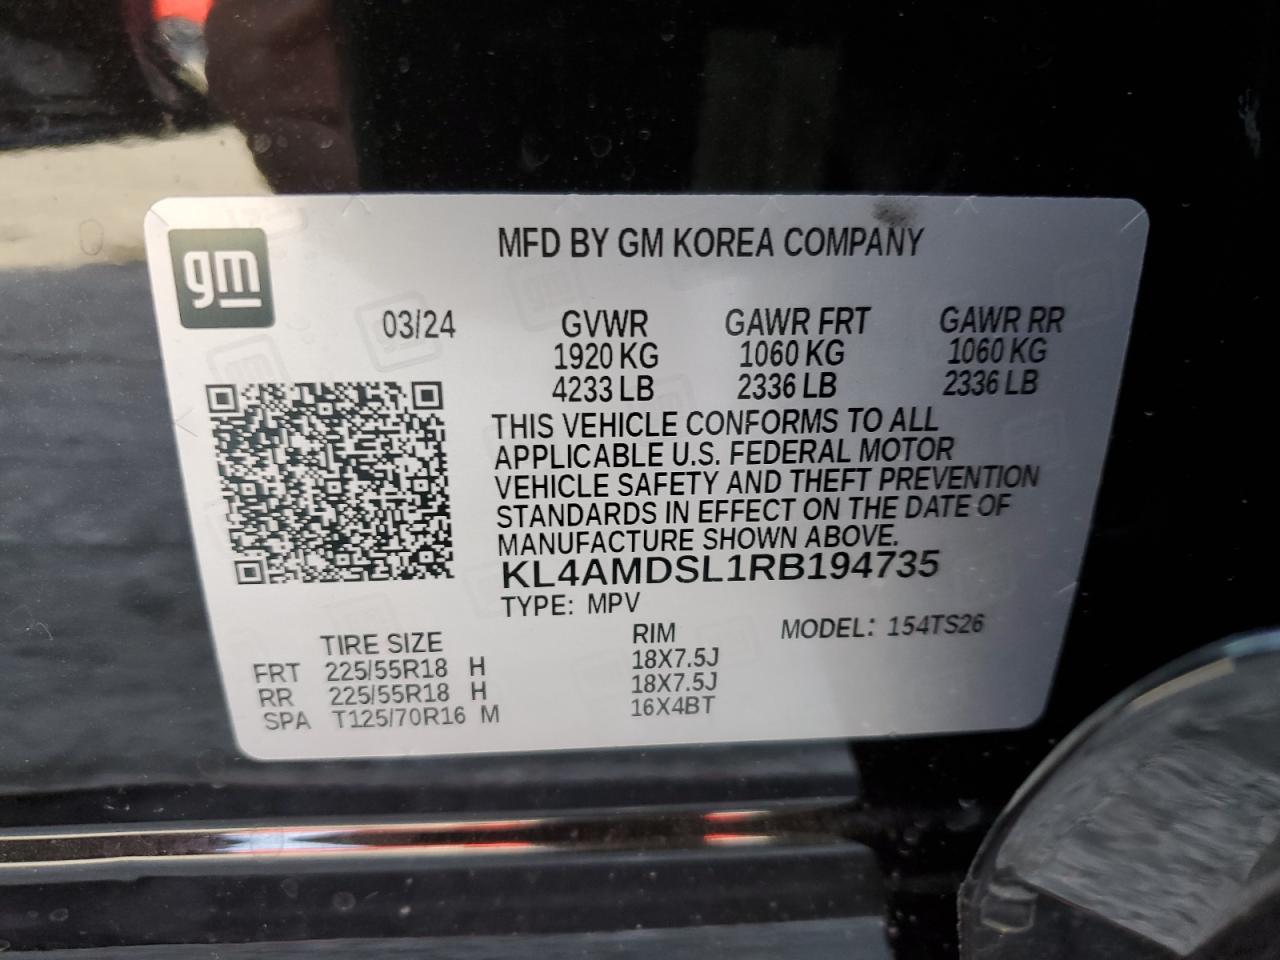 gm
MFD BY GM KOREA COMPANY
03/24
GVWR GAWR FRT GAWR RR
1920 KG 1060 KG 1060 KG
4233 LB 2336 LB 2336 LB
THIS VEHICLE CONFORMS TO ALL
APPLICABLE U.S. FEDERAL MOTOR
VEHICLE SAFETY AND THEFT PREVENTION
STANDARDS IN EFFECT ON THE DATE OF
MANUFACTURE SHOWN ABOVE.
KL4AMDSL1RB194735
TYPE: MPV
TIRE SIZE RIM MODEL: 154TS26
FRT 225/55R18 H 18X7.5J
RR 225/55R18 H 18X7.5J
SPA T125/70R16 M 16X4BT